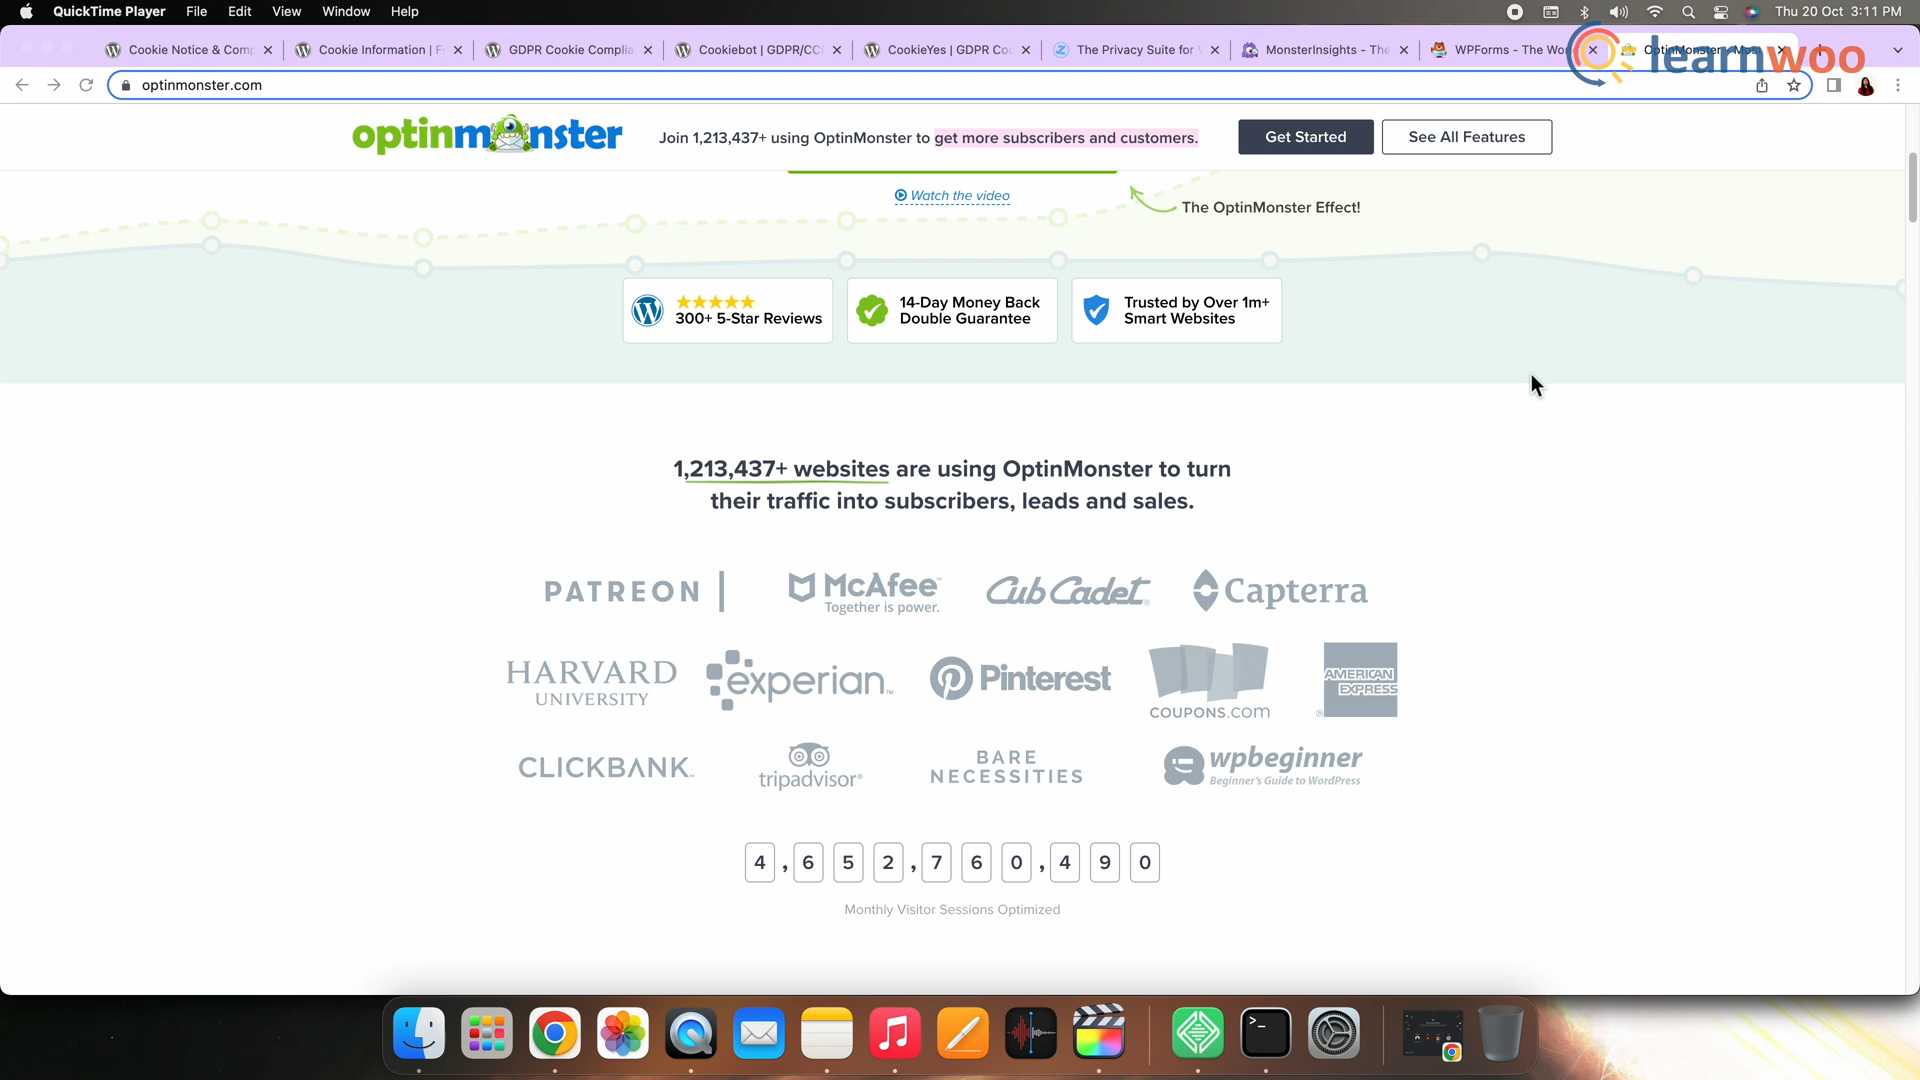 QuickTime Player File Edit View Window Help
Thu 20 Oct 3:11 PM
Cookie Notice & Comp
Cookie Information | F
GDPR Cookie Complia
Cookiebot | GDPR/CC
CookieYes | GDPR Co
The Privacy Suite for
MonsterInsights - The
WPForms - The Wor
OptinMonster - Mos
learnwoo
optinmonster.com
optinmonster
Join 1,213,437+ using OptinMonster to get more subscribers and customers.
Get Started
See All Features
Watch the video
The OptinMonster Effect!
300+ 5-Star Reviews
14-Day Money Back
Double Guarantee
Trusted by Over 1m+
Smart Websites
1,213,437+ websites are using OptinMonster to turn
their traffic into subscribers, leads and sales.
PATREON
McAfee™
Together is power.
Cub Cadet®
Capterra
HARVARD
UNIVERSITY
experian™
Pinterest
COUPONS.com
AMERICAN
EXPRESS
®
CLICKBANK™
tripadvisor®
BARE
NECESSITIES
wpbeginner
Beginner's Guide to WordPress
4,652,760,490
Monthly Visitor Sessions Optimized